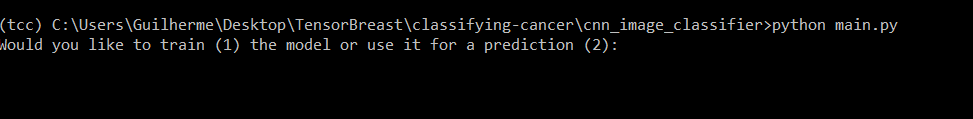 (tcc) C:\Users\Guilherme\Desktop\TensorBreast\classifying-cancer\cnn_image_classifier>python main.py
Would you like to train (1) the model or use it for a prediction (2):